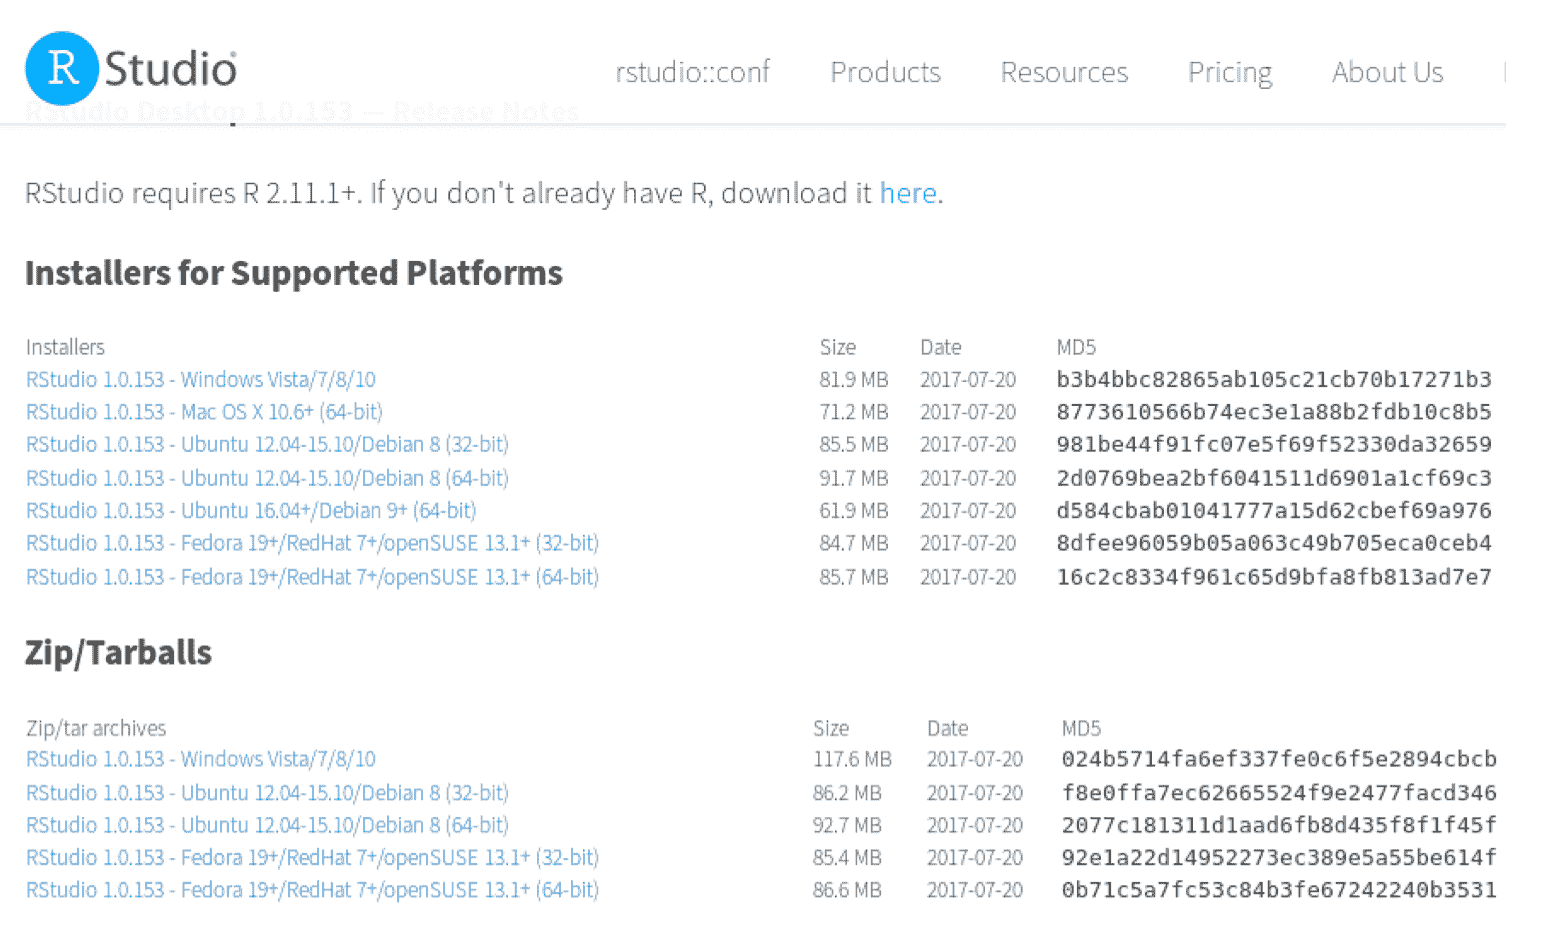 R Studio®
rstudio::conf Products Resources Pricing About Us
RStudio Desktop 1.0.153 — Release Notes
RStudio requires R 2.11.1+. If you don't already have R, download it here.
Installers for Supported Platforms
Installers Size Date MD5
RStudio 1.0.153 - Windows Vista/7/8/10 81.9 MB 2017-07-20 b3b4bbc82865ab105c21cb70b17271b3
RStudio 1.0.153 - Mac OS X 10.6+ (64-bit) 71.2 MB 2017-07-20 8773610566b74ec3e1a88b2fdb10c8b5
RStudio 1.0.153 - Ubuntu 12.04-15.10/Debian 8 (32-bit) 85.5 MB 2017-07-20 981be44f91fc07e5f69f52330da32659
RStudio 1.0.153 - Ubuntu 12.04-15.10/Debian 8 (64-bit) 91.7 MB 2017-07-20 2d0769bea2bf6041511d6901a1cf69c3
RStudio 1.0.153 - Ubuntu 16.04+/Debian 9+ (64-bit) 61.9 MB 2017-07-20 d584cbab01041777a15d62cbef69a976
RStudio 1.0.153 - Fedora 19+/RedHat 7+/openSUSE 13.1+ (32-bit) 84.7 MB 2017-07-20 8dfee96059b05a063c49b705eca0ceb4
RStudio 1.0.153 - Fedora 19+/RedHat 7+/openSUSE 13.1+ (64-bit) 85.7 MB 2017-07-20 16c2c8334f961c65d9bfa8fb813ad7e7
Zip/Tarballs
Zip/tar archives Size Date MD5
RStudio 1.0.153 - Windows Vista/7/8/10 117.6 MB 2017-07-20 024b5714fa6ef337fe0c6f5e2894cbcb
RStudio 1.0.153 - Ubuntu 12.04-15.10/Debian 8 (32-bit) 86.2 MB 2017-07-20 f8e0ffa7ec62665524f9e2477facd346
RStudio 1.0.153 - Ubuntu 12.04-15.10/Debian 8 (64-bit) 92.7 MB 2017-07-20 2077c181311d1aad6fb8d435f8f1f45f
RStudio 1.0.153 - Fedora 19+/RedHat 7+/openSUSE 13.1+ (32-bit) 85.4 MB 2017-07-20 92e1a22d14952273ec389e5a55be614f
RStudio 1.0.153 - Fedora 19+/RedHat 7+/openSUSE 13.1+ (64-bit) 86.6 MB 2017-07-20 0b71c5a7fc53c84b3fe67242240b3531